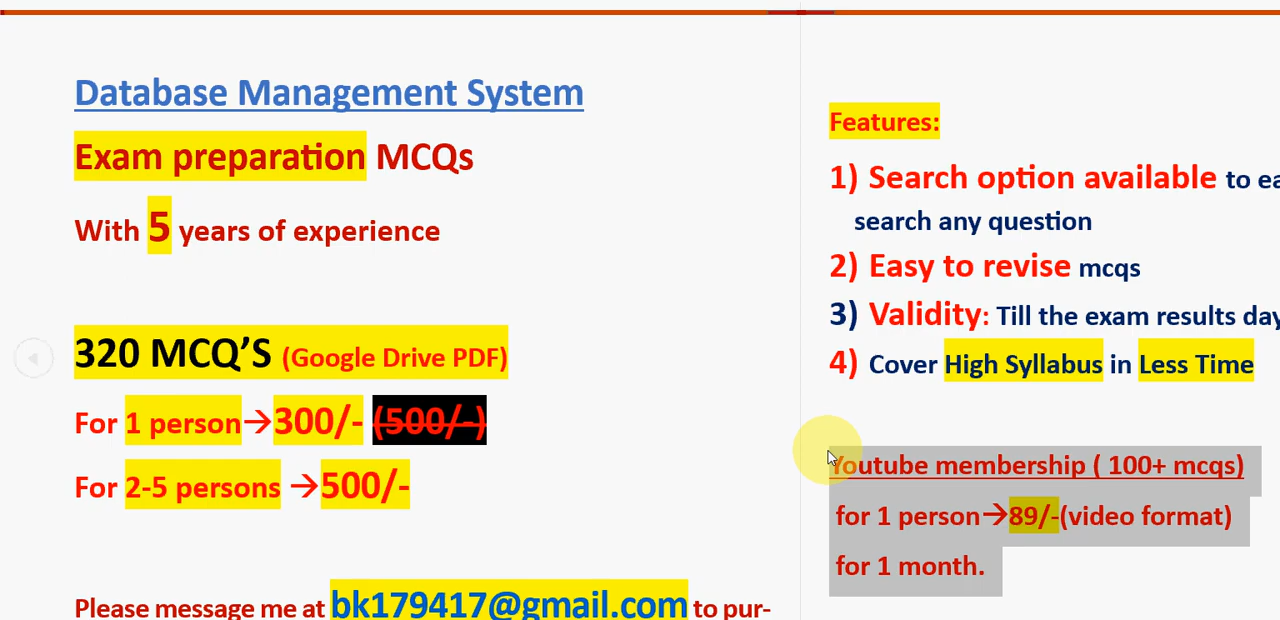 Database Management System
Exam preparation MCQs
With 5 years of experience
320 MCQ’S (Google Drive PDF)
For 1 person→300/- (500/-)
For 2-5 persons →500/-
Please message me at bk179417@gmail.com to pur-
Features:
1) Search option available to ea
search any question
2) Easy to revise mcqs
3) Validity: Till the exam results day
4) Cover High Syllabus in Less Time
Youtube membership ( 100+ mcqs)
for 1 person→89/-(video format)
for 1 month.